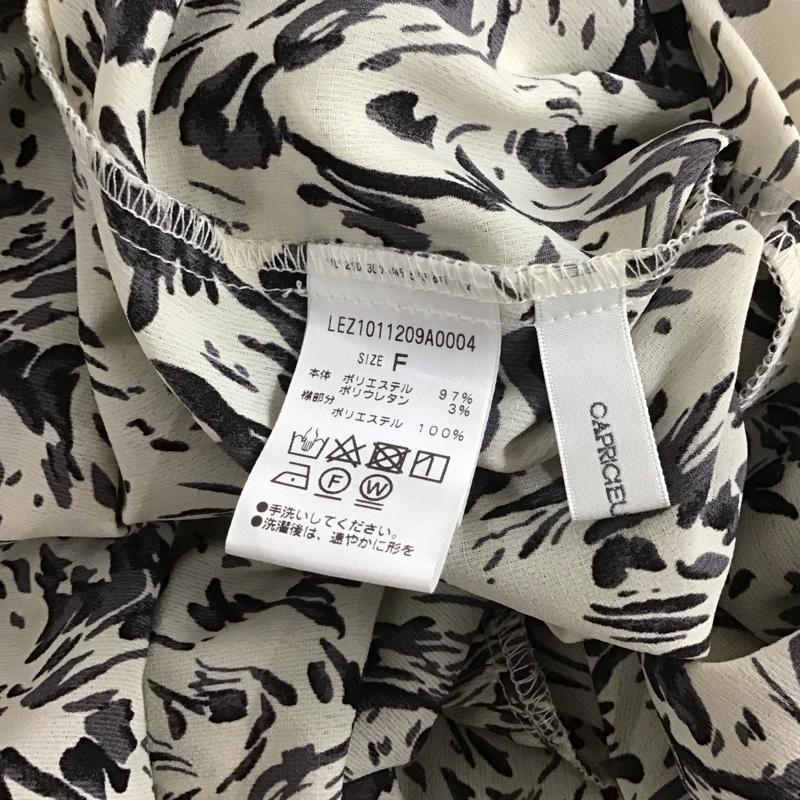 LEZ1011209A0004
SIZE F
本体 ポリエステル 97%
ポリウレタン 3%
ポリエステル 100%
F W
●手洗いしてください。
●洗濯後は、速やかに形を
CAPRICIEU